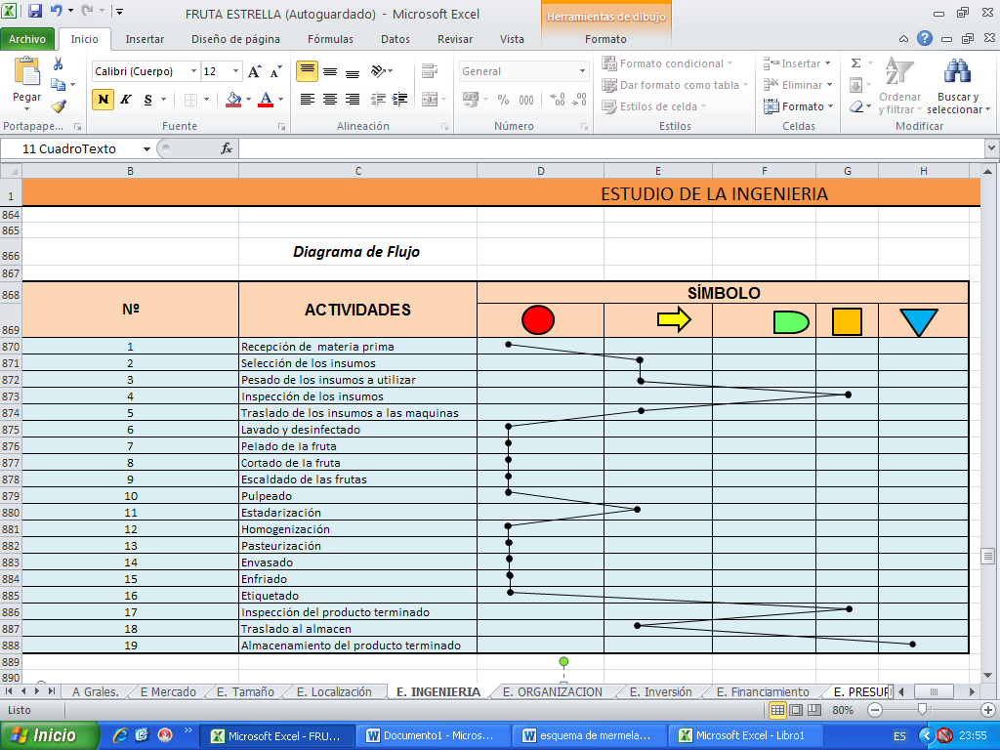 FRUTA ESTRELLA (Autoguardado) - Microsoft Excel
Herramientas de dibujo
Archivo Inicio Insertar Diseño de página Fórmulas Datos Revisar Vista Formato
Pegar
Calibri (Cuerpo) 12 A A
N K S A
General
% 000
Formato condicional
Dar formato como tabla
Estilos de celda
Insertar
Eliminar
Formato
Σ
Ordenar y filtrar
Buscar y seleccionar
Portapape... Fuente Alineación Número Estilos Celdas Modificar
11 CuadroTexto fx
B C D E F G H
1 ESTUDIO DE LA INGENIERIA
864
865
866 Diagrama de Flujo
867
868 Nº ACTIVIDADES SÍMBOLO
869
870 1 Recepción de materia prima
871 2 Selección de los insumos
872 3 Pesado de los insumos a utilizar
873 4 Inspección de los insumos
874 5 Traslado de los insumos a las maquinas
875 6 Lavado y desinfectado
876 7 Pelado de la fruta
877 8 Cortado de la fruta
878 9 Escaldado de las frutas
879 10 Pulpeado
880 11 Estadarización
881 12 Homogenización
882 13 Pasteurización
883 14 Envasado
884 15 Enfriado
885 16 Etiquetado
886 17 Inspección del producto terminado
887 18 Traslado al almacen
888 19 Almacenamiento del producto terminado
889
890
A Grales. E Mercado E. Tamaño E. Localización E. INGENIERIA E. ORGANIZACION E. Inversión E. Financiamiento E. PRESUP
Listo 80%
Inicio Microsoft Excel - FRU... Documento1 - Micros... esquema de mermela... Microsoft Excel - Libro1 ES 23:55